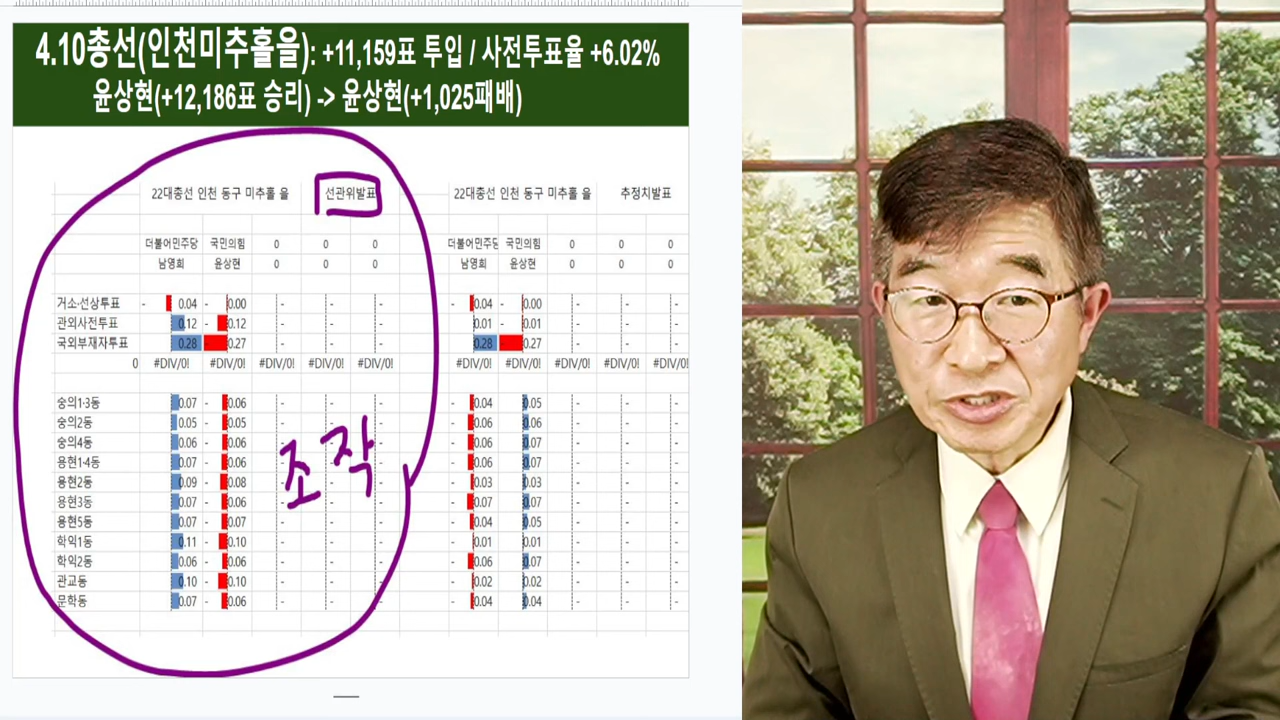 4.10총선(인천미추홀을): +11,159표 투입 / 사전투표율 +6.02%
윤상현(+12,186표 승리) -> 윤상현(+1,025패배)
22대총선 인천 동구 미추홀 을 선관위발표 22대총선 인천 동구 미추홀 을 추정치발표
더불어민주당 국민의힘 0 0 0 더불어민주당 국민의힘 0 0 0
남영희 윤상현 0 0 0 남영희 윤상현 0 0 0
거소·선상투표 - 0.04 - 0.00 - - - - 0.04 - 0.00 - - -
관외사전투표 0.12 - 0.12 - - - 0.01 - 0.01 - - -
국외부재자투표 0.28 - 0.27 - - - 0.28 - 0.27 - - -
0 #DIV/0! #DIV/0! #DIV/0! #DIV/0! #DIV/0! #DIV/0! #DIV/0! #DIV/0! #DIV/0! #DIV/0!
숭의1·3동 0.07 - 0.06 - - - - 0.04 0.05 - - -
숭의2동 0.05 - 0.05 - - - - 0.06 0.06 - - -
숭의4동 0.06 - 0.06 - - - - 0.06 0.07 - - -
용현1·4동 0.07 - 0.06 - - - - 0.06 0.07 - - -
용현2동 0.09 - 0.08 - - - - 0.03 0.03 - - -
용현3동 0.07 - 0.06 - - - - 0.07 0.07 - - -
용현5동 0.07 - 0.07 - - - - 0.04 0.05 - - -
학익1동 0.11 - 0.10 - - - - 0.01 0.01 - - -
학익2동 0.06 - 0.06 - - - - 0.06 0.07 - - -
관교동 0.10 - 0.10 - - - - 0.02 0.02 - - -
문학동 0.07 - 0.06 - - - - 0.04 0.04 - - -
조작